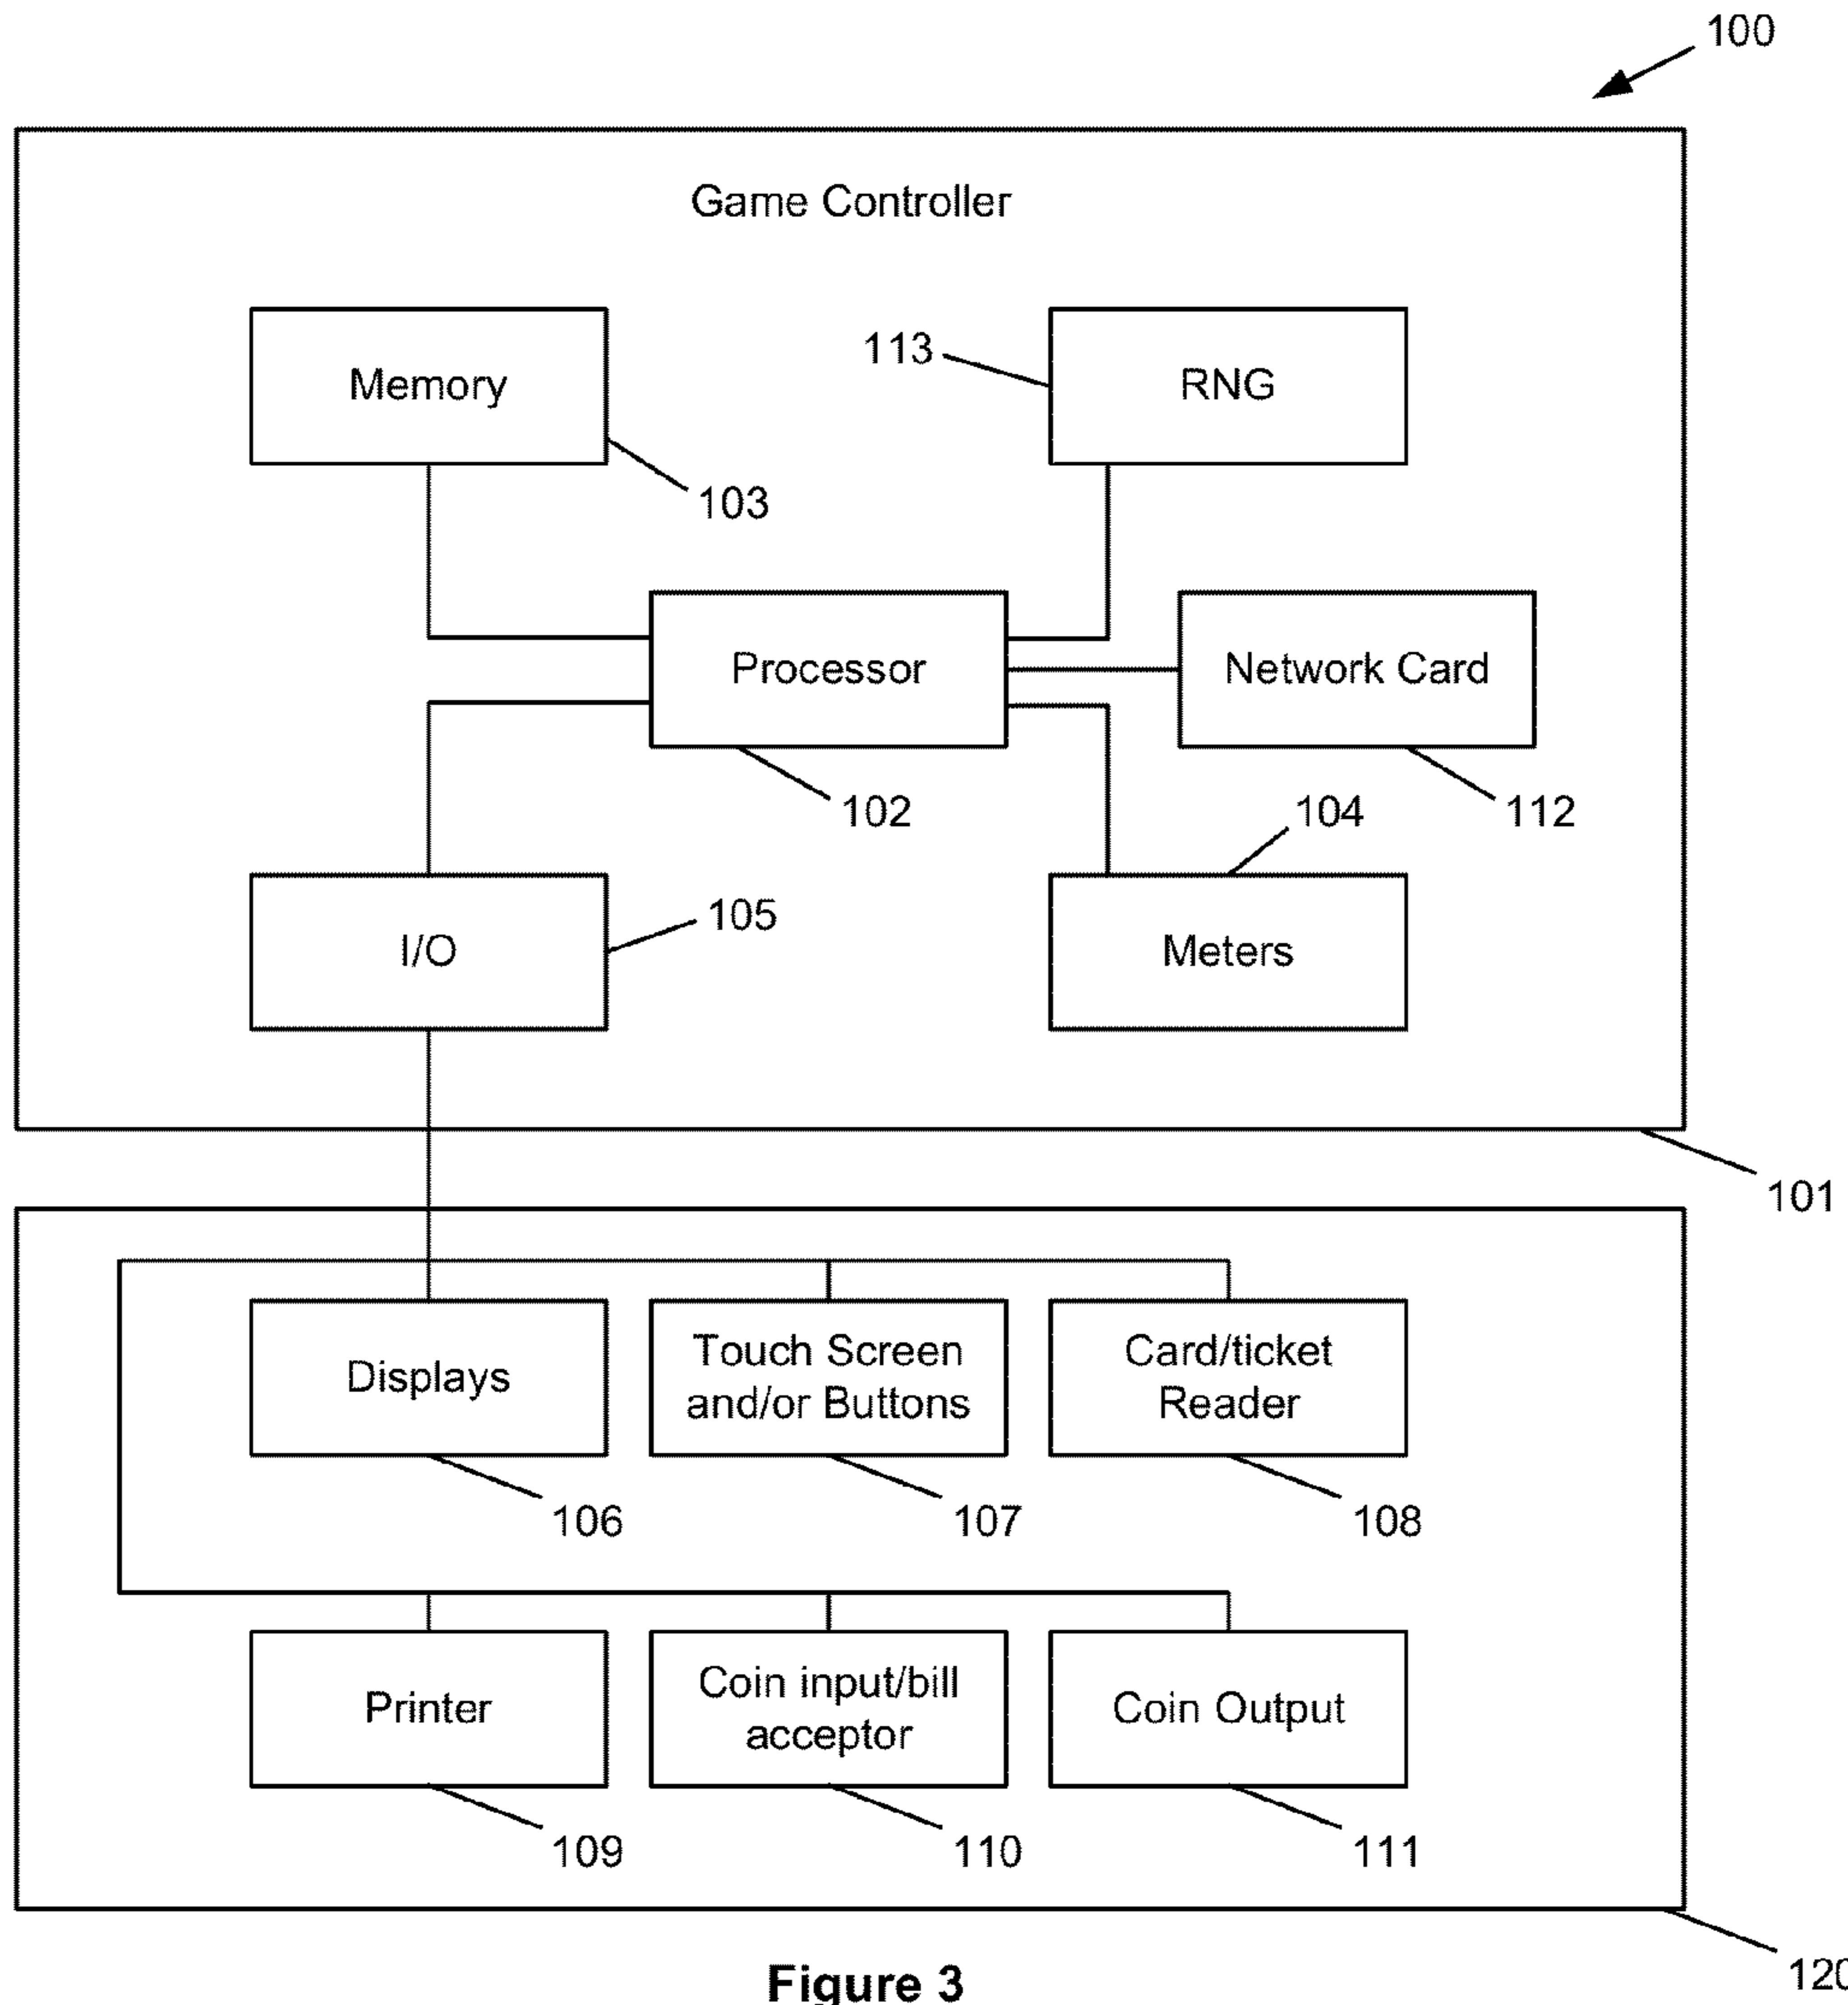 100
Game Controller
Memory
113
RNG
103
Processor
Network Card
102
104
112
I/O
105
Meters
101
Displays
Touch Screen
and/or Buttons
Card/ticket
Reader
106
107
108
Printer
Coin input/bill
acceptor
Coin Output
109
110
111
120
Figure 3